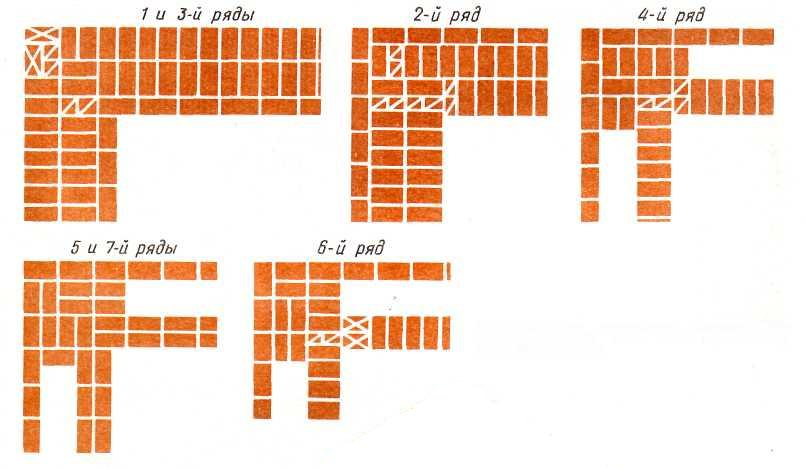 1 и 3-й ряды
2-й ряд
4-й ряд
5 и 7-й ряды
6-й ряд